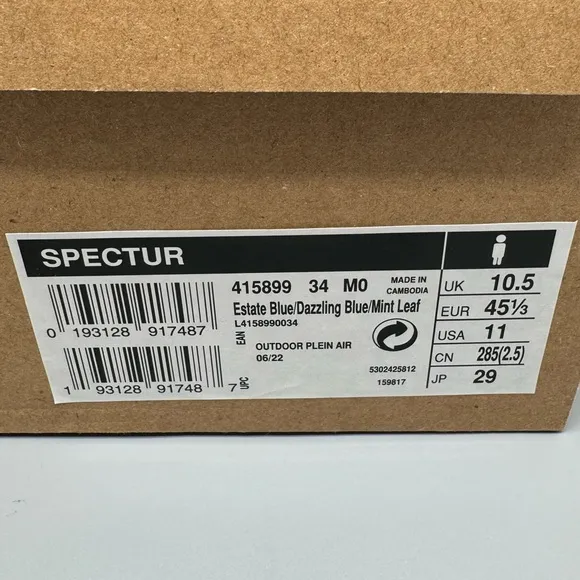 SPECTUR
415899 34 M0 MADE IN CAMBODIA
Estate Blue/Dazzling Blue/Mint Leaf
L4158990034
0 193128 917487
EAN
OUTDOOR PLEIN AIR
06/22
1 93128 91748 7
UPC
5302425812
159817
UK 10.5
EUR 45⅓
USA 11
CN 285(2.5)
JP 29